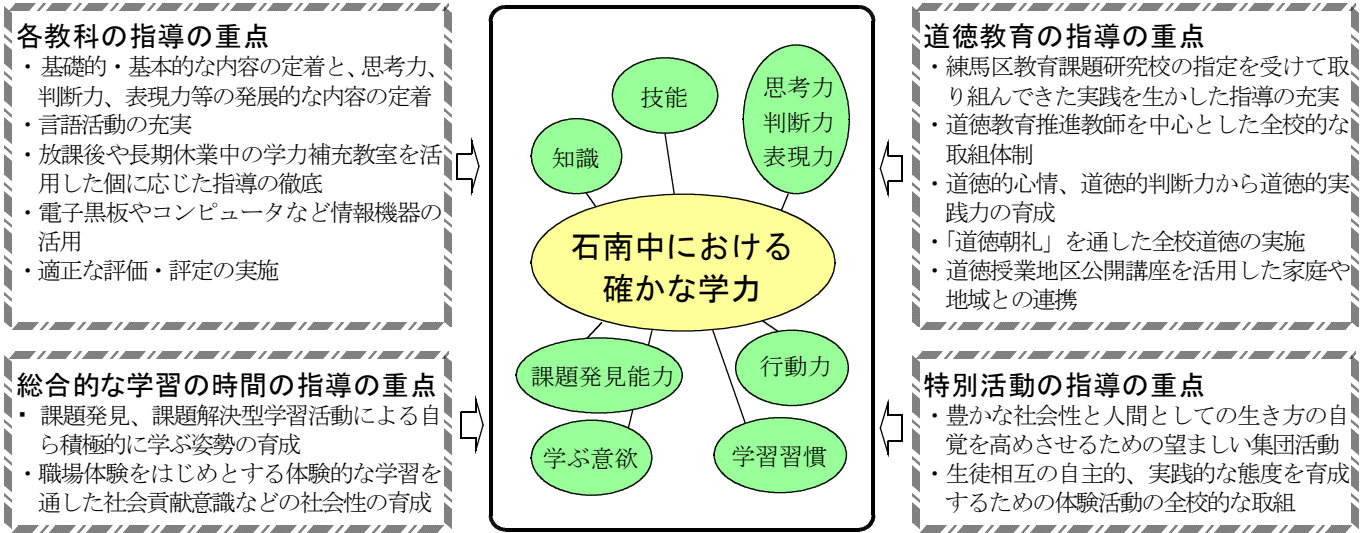 各教科の指導の重点
・基礎的・基本的な内容の定着と、思考力、
判断力、表現力等の発展的な内容の定着
・言語活動の充実
・放課後や長期休業中の学力補充教室を活
用した個に応じた指導の徹底
・電子黒板やコンピュータなど情報機器の
活用
・適正な評価・評定の実施
総合的な学習の時間の指導の重点
・課題発見、課題解決型学習活動による自
ら積極的に学ぶ姿勢の育成
・職場体験をはじめとする体験的な学習を
通した社会貢献意識などの社会性の育成
知識
技能
思考力
判断力
表現力
石南中における
確かな学力
課題発見能力
行動力
学ぶ意欲
学習習慣
道徳教育の指導の重点
・練馬区教育課題研究校の指定を受けて取
り組んできた実践を生かした指導の充実
・道徳教育推進教師を中心とした全校的な
取組体制
・道徳的心情、道徳的判断力から道徳的実
践力の育成
・「道徳朝礼」を通した全校道徳の実施
・道徳授業地区公開講座を活用した家庭や
地域との連携
特別活動の指導の重点
・豊かな社会性と人間としての生き方の自
覚を高めさせるための望ましい集団活動
・生徒相互の自主的、実践的な態度を育成
するための体験活動の全校的な取組